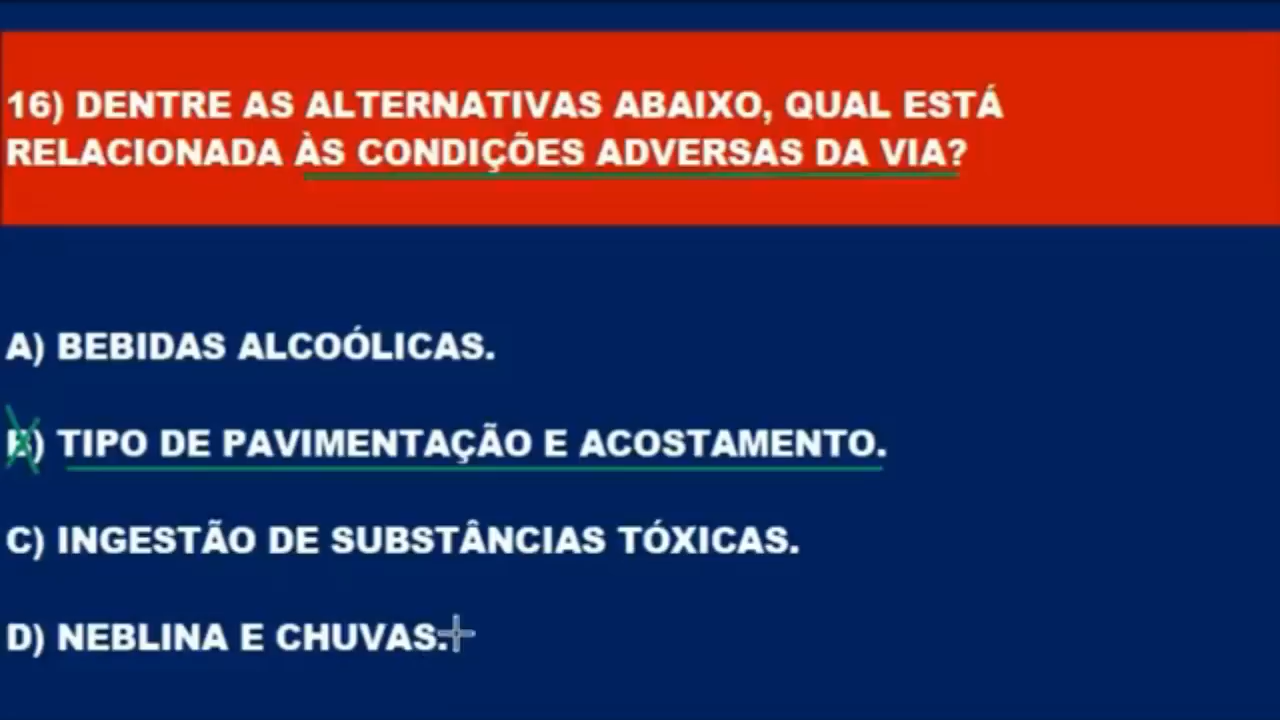 16) DENTRE AS ALTERNATIVAS ABAIXO, QUAL ESTÁ
RELACIONADA ÀS CONDIÇÕES ADVERSAS DA VIA?
A) BEBIDAS ALCOÓLICAS.
B) TIPO DE PAVIMENTAÇÃO E ACOSTAMENTO.
C) INGESTÃO DE SUBSTÂNCIAS TÓXICAS.
D) NEBLINA E CHUVAS.